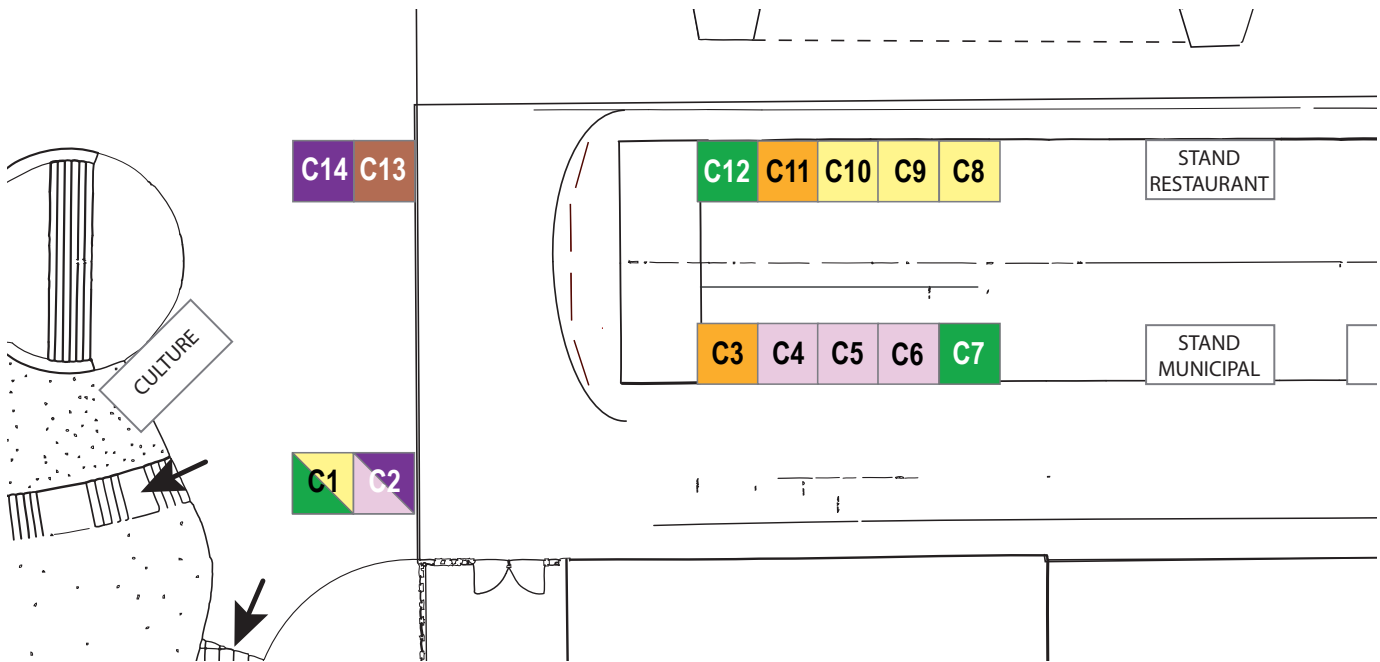 C14 C13
C12 C11 C10 C9 C8
STAND
RESTAURANT
CULTURE
C3 C4 C5 C6 C7
STAND
MUNICIPAL
C1 C2